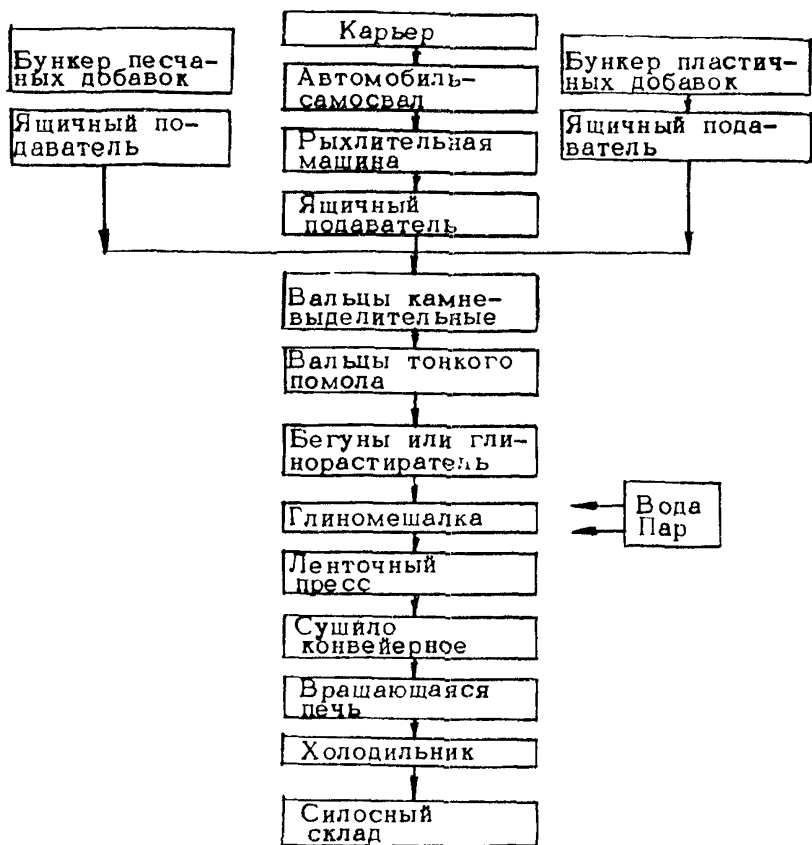 Карьер
Бункер песча-
ных добавок
Автомобиль-
самосвал
Бункер пластич-
ных добавок
Ящичный по-
даватель
Рыхлительная
машина
Ящичный пода-
ватель
Ящичный
податель
Вальцы камне-
выделительные
Вальцы тонкого
помола
Бегуны или гли-
норастиратель
Глиномешалка
Вода
Пар
Ленточный
пресс
Сушило
конвейерное
Вращающаяся
печь
Холодильник
Силосный
склад